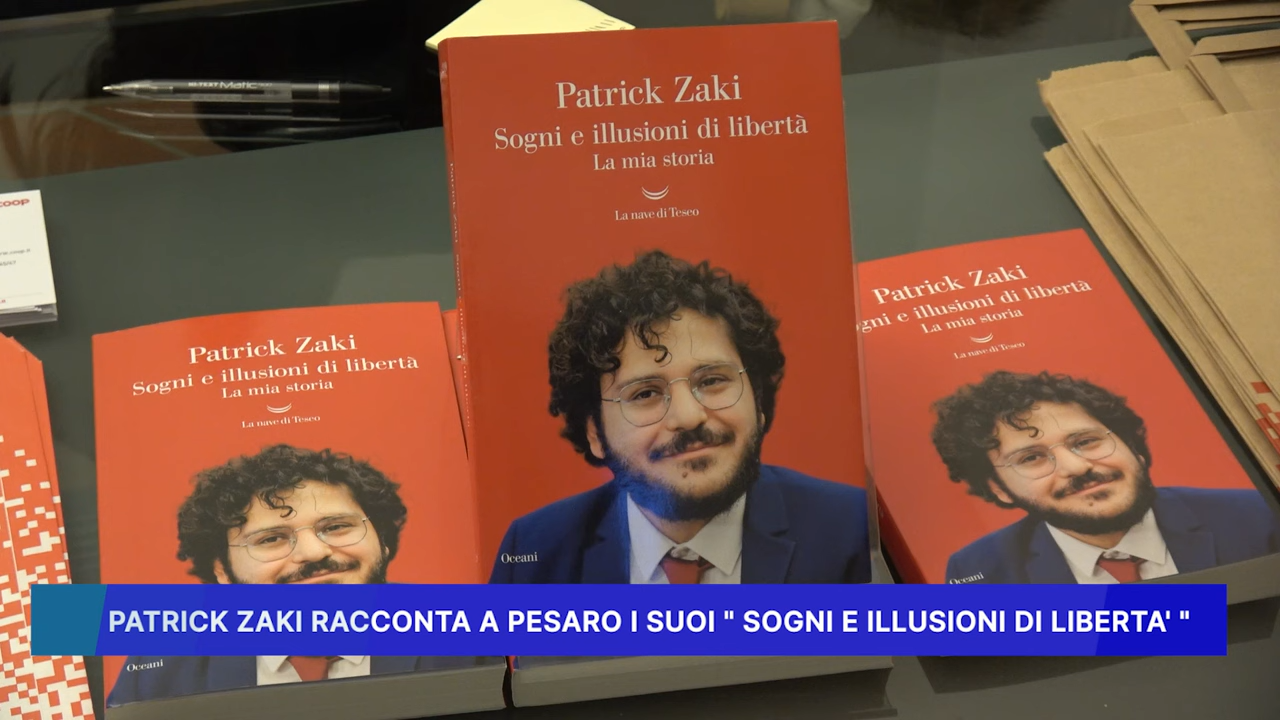 Patrick Zaki
Sogni e illusioni di libertà
La mia storia
La nave di Teseo
Oceani
Patrick Zaki
Sogni e illusioni di libertà
La mia storia
La nave di Teseo
Oceani
Patrick Zaki
gni e illusioni di libertà
La mia storia
La nave di Teseo
Oceani
coop
Matic
PATRICK ZAKI RACCONTA A PESARO I SUOI " SOGNI E ILLUSIONI DI LIBERTA' "